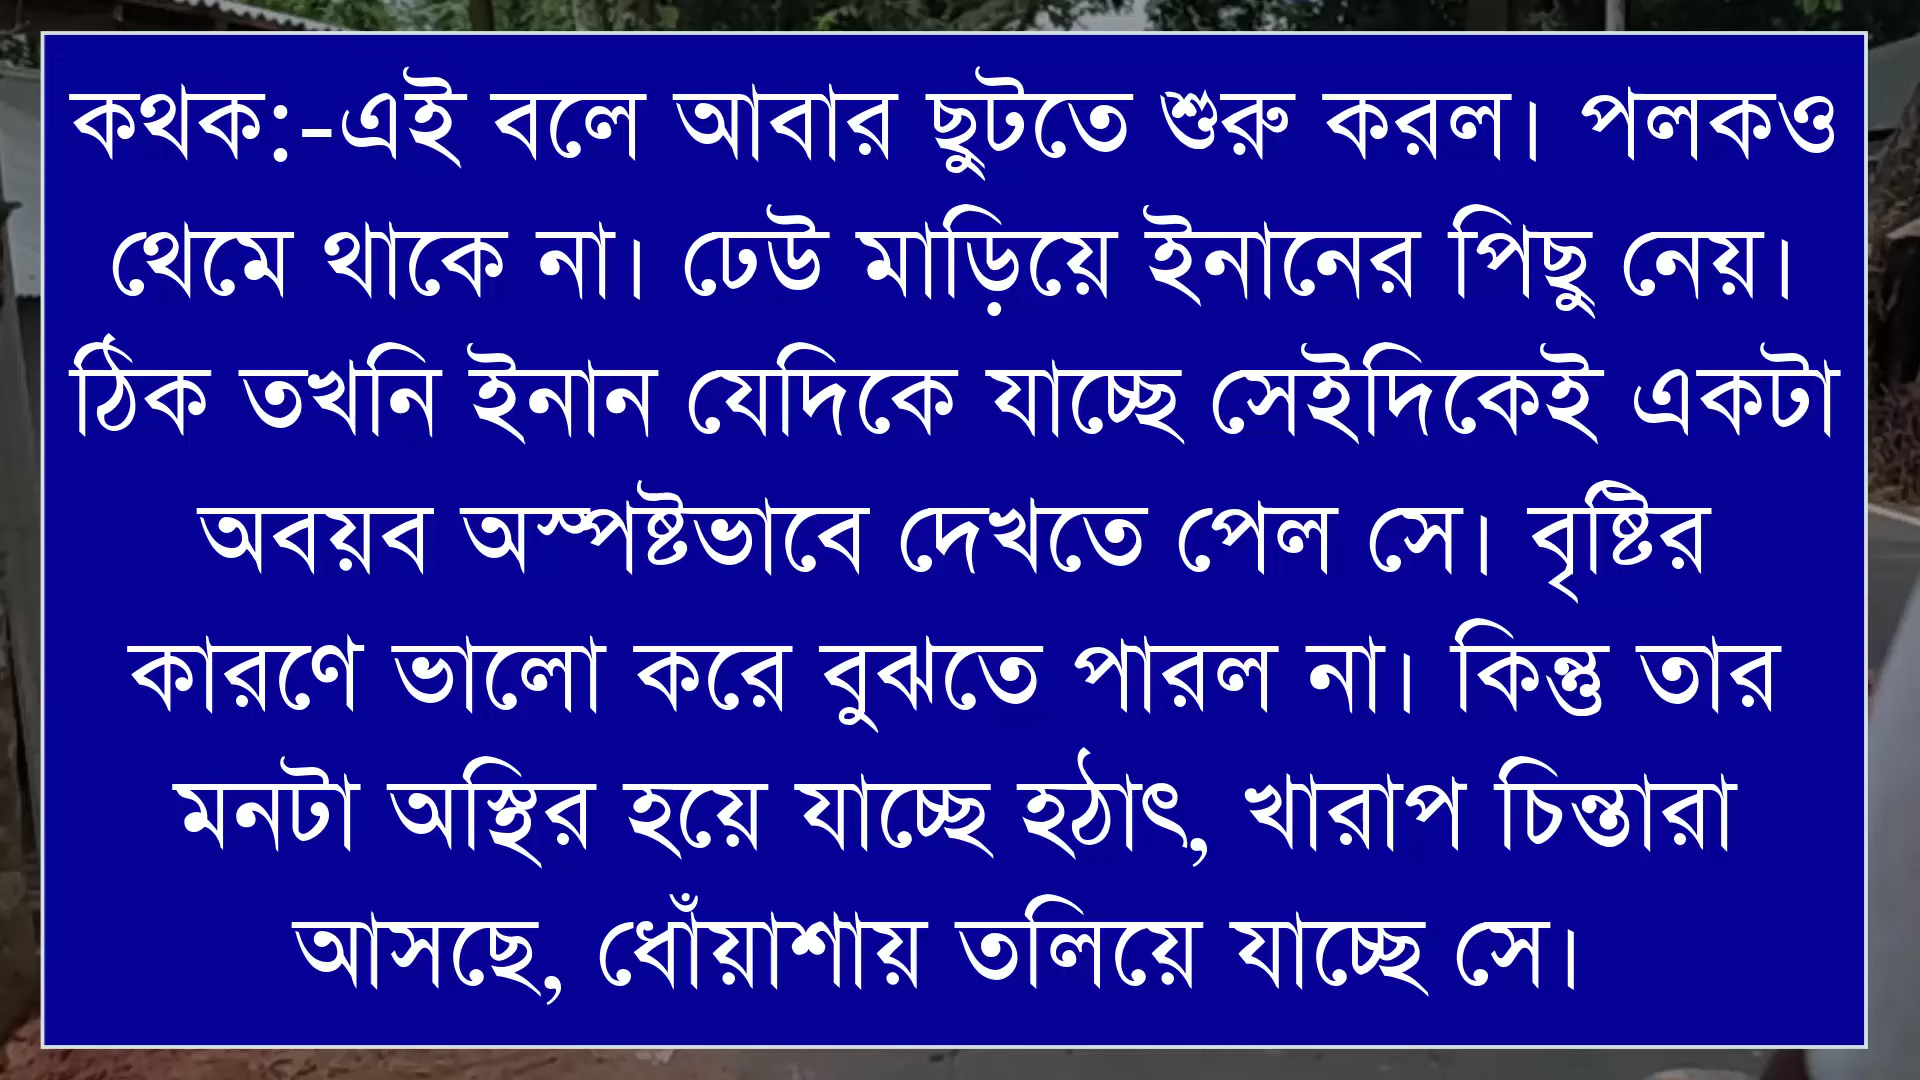 কথক:-এই বলে আবার ছুটতে শুরু করল। পলকও
থেমে থাকে না। ঢেউ মাড়িয়ে ইনানের পিছু নেয়।
ঠিক তখনি ইনান যেদিকে যাচ্ছে সেইদিকেই একটা
অবয়ব অস্পষ্টভাবে দেখতে পেল সে। বৃষ্টির
কারণে ভালো করে বুঝতে পারল না। কিন্তু তার
মনটা অস্থির হয়ে যাচ্ছে হঠাৎ, খারাপ চিন্তারা
আসছে, ধোঁয়াশায় তলিয়ে যাচ্ছে সে।